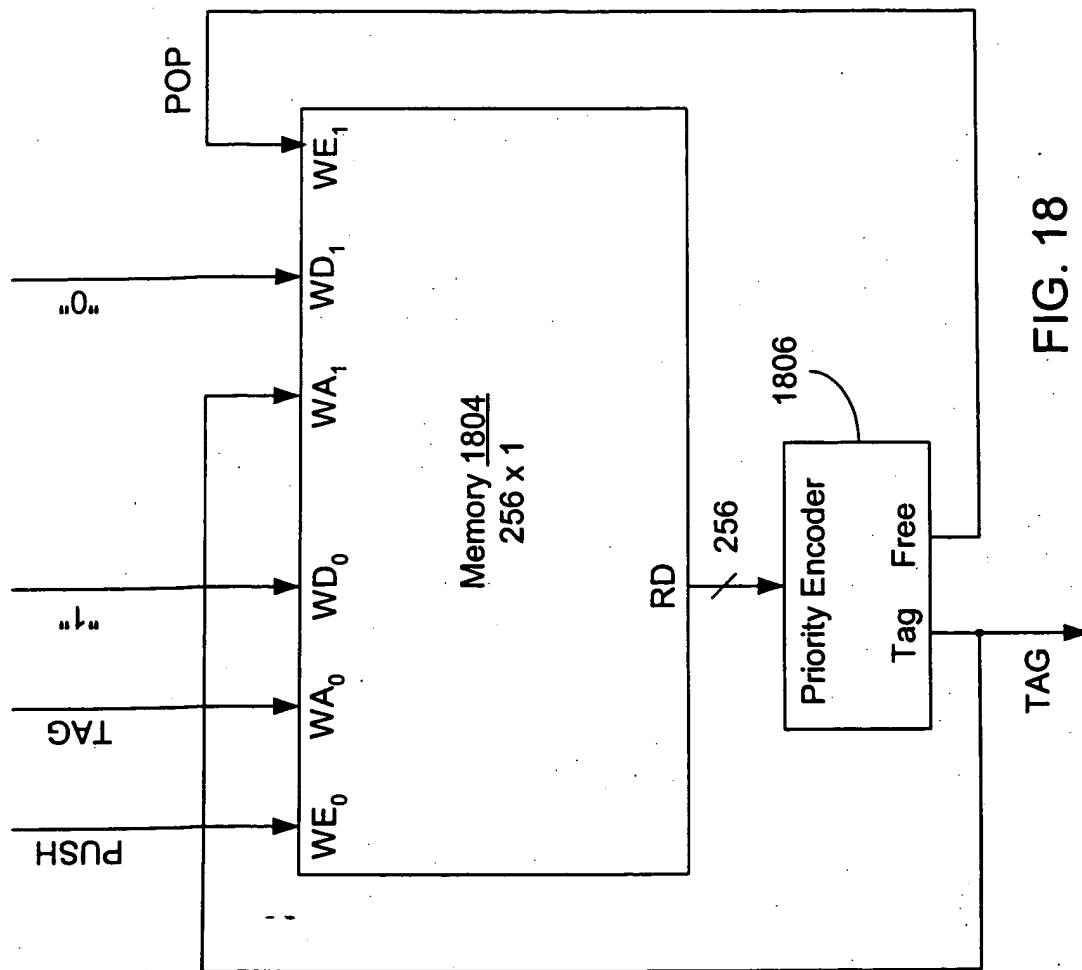 POP
PUSH
TAG
"1"
"0"
WE0
WA0
WD0
WA1
WD1
WE1
Memory 1804
256 x 1
RD
256
1806
Priority Encoder
Tag
Free
TAG
FIG. 18